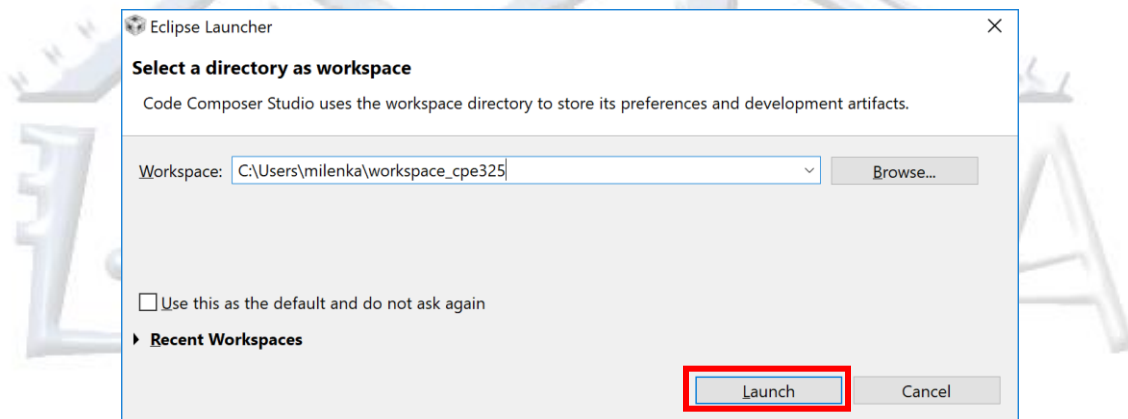 Eclipse Launcher
Select a directory as workspace
Code Composer Studio uses the workspace directory to store its preferences and development artifacts.
Workspace: C:\Users\milenka\workspace_cpe325 Browse...
Use this as the default and do not ask again
Recent Workspaces
Launch Cancel